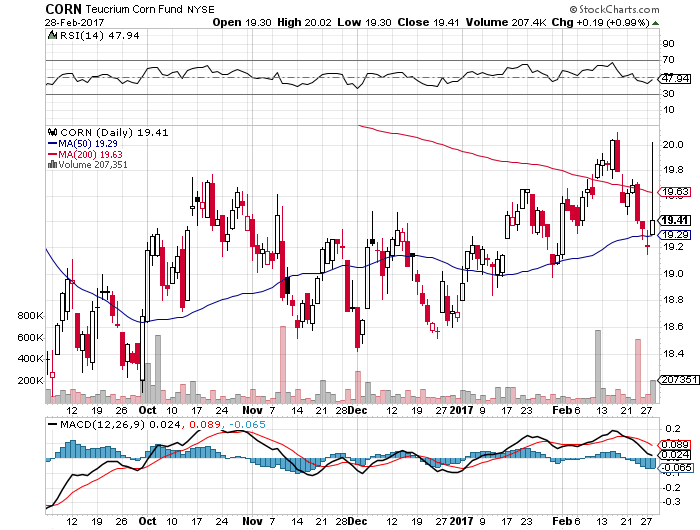 CORN Teucrium Corn Fund NYSE © StockCharts.com
28-Feb-2017 Open 19.30 High 20.02 Low 19.30 Close 19.41 Volume 207.4K Chg +0.19 (+0.99%)
RSI(14) 47.94
90
70
47.94
30
10
CORN (Daily) 19.41
MA(50) 19.29
MA(200) 19.63
Volume 207,351
20.0
19.8
19.63
19.41
19.29
19.2
19.0
18.8
18.6
18.4
800K
600K
400K
200K
207351
12 19 26 Oct 10 17 24 Nov 7 14 21 28 Dec 12 19 27 2017 9 17 23 Feb 6 13 21 27
MACD(12,26,9) 0.024, 0.089, -0.065
0.2
0.089
0.024
-0.065
-0.2
-0.3
12 19 26 Oct 10 17 24 Nov 7 14 21 28 Dec 12 19 27 2017 9 17 23 Feb 6 13 21 27